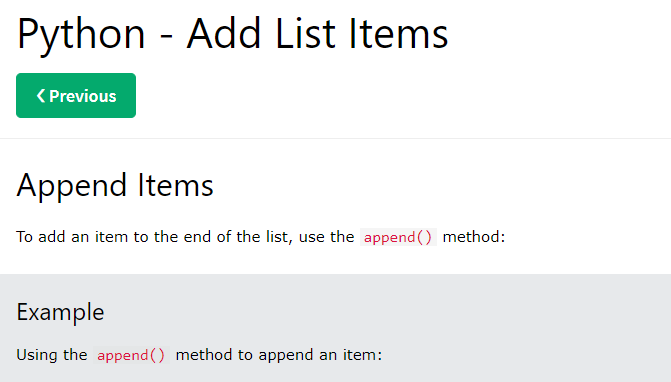 Python - Add List Items
❮ Previous
Append Items
To add an item to the end of the list, use the append() method:
Example
Using the append() method to append an item: